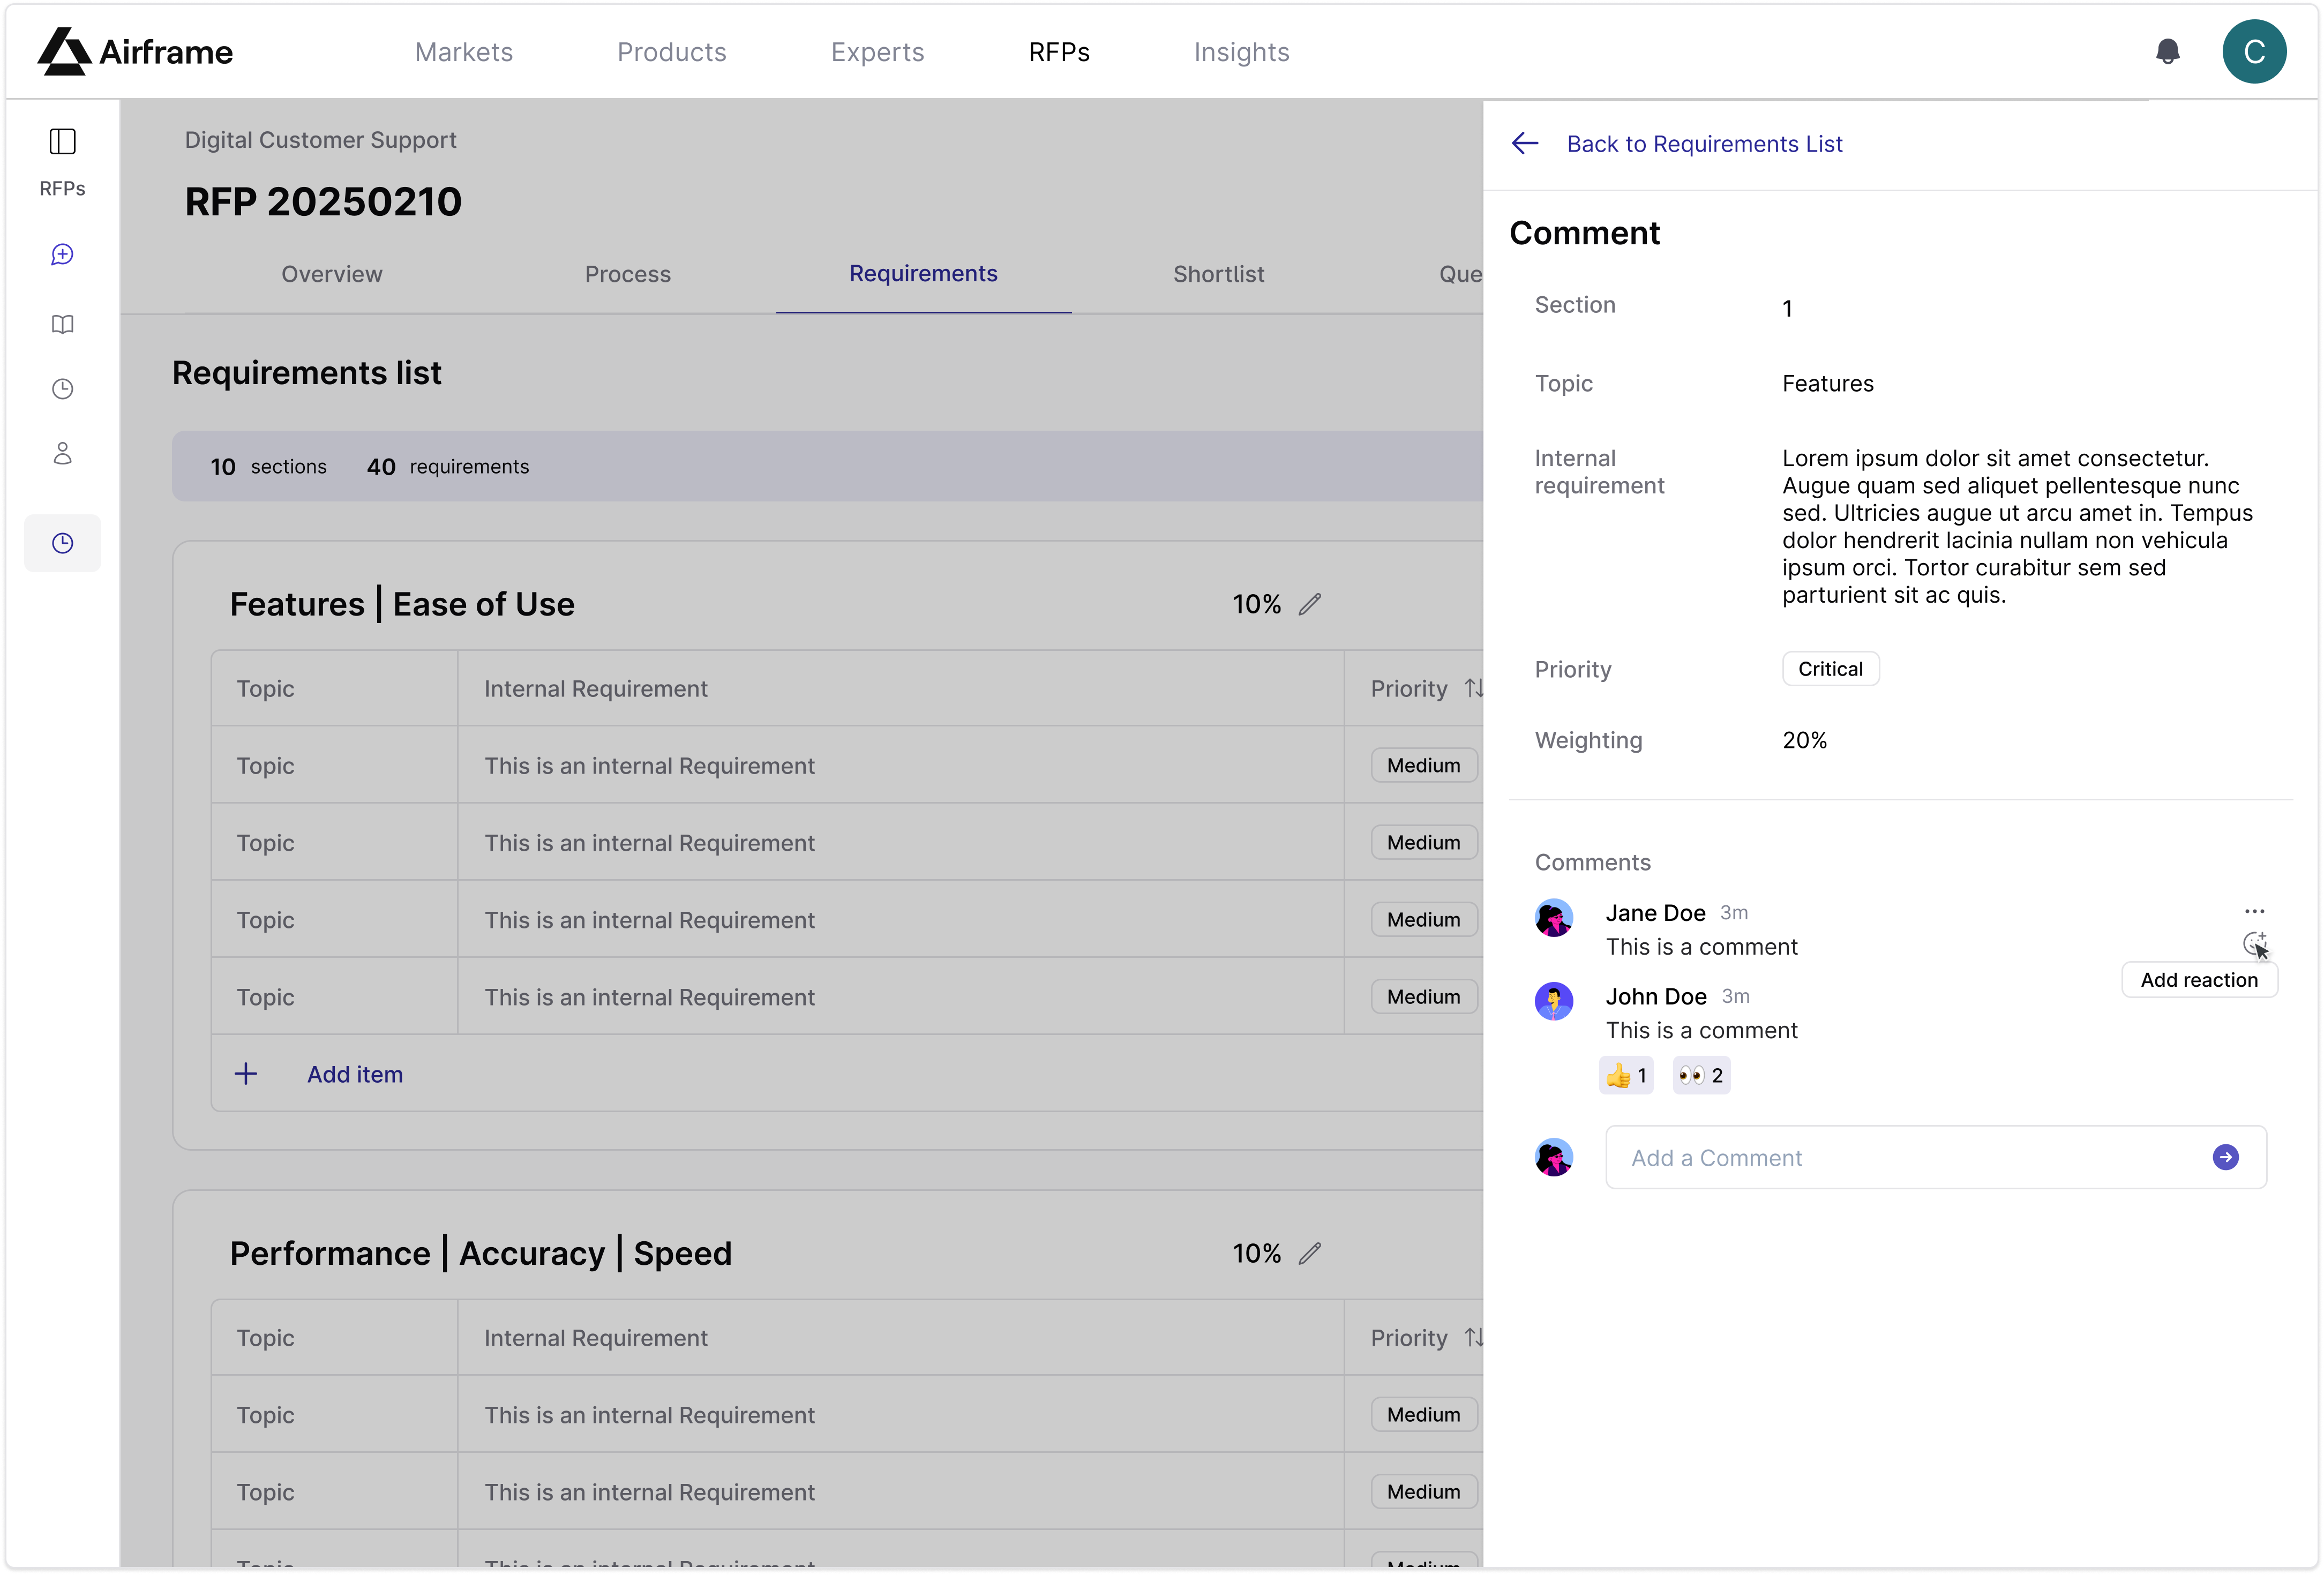 Airframe
Markets
Products
Experts
RFPs
Insights
C
RFPs
Digital Customer Support
RFP 20250210
Overview
Process
Requirements
Shortlist
Que
Requirements list
10 sections 40 requirements
Features | Ease of Use
10%
Topic
Internal Requirement
Priority
Topic
This is an internal Requirement
Medium
Topic
This is an internal Requirement
Medium
Topic
This is an internal Requirement
Medium
Topic
This is an internal Requirement
Medium
Add item
Performance | Accuracy | Speed
10%
Topic
Internal Requirement
Priority
Topic
This is an internal Requirement
Medium
Topic
This is an internal Requirement
Medium
Topic
This is an internal Requirement
Medium
Back to Requirements List
Comment
Section
1
Topic
Features
Internal
requirement
Lorem ipsum dolor sit amet consectetur.
Augue quam sed aliquet pellentesque nunc
sed. Ultricies augue ut arcu amet in. Tempus
dolor hendrerit lacinia nullam non vehicula
ipsum orci. Tortor curabitur sem sed
parturient sit ac quis.
Priority
Critical
Weighting
20%
Comments
Jane Doe 3m
This is a comment
Add reaction
John Doe 3m
This is a comment
👍 1 👀 2
Add a Comment